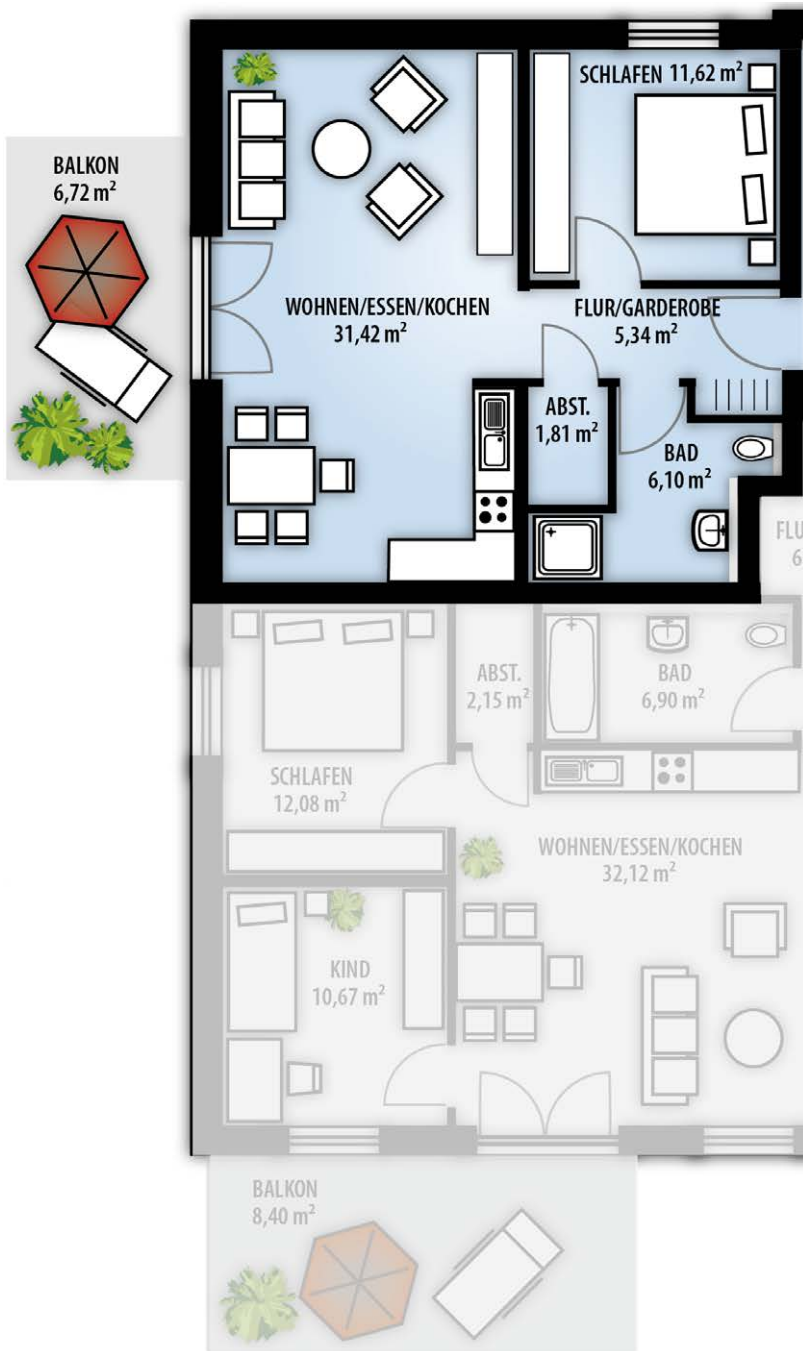 SCHLAFEN 11,62 m²
BALKON
6,72 m²
WOHNEN/ESSEN/KOCHEN
31,42 m²
FLUR/GARDEROBE
5,34 m²
ABST.
1,81 m²
BAD
6,10 m²
ABST.
2,15 m²
BAD
6,90 m²
SCHLAFEN
12,08 m²
WOHNEN/ESSEN/KOCHEN
32,12 m²
KIND
10,67 m²
BALKON
8,40 m²